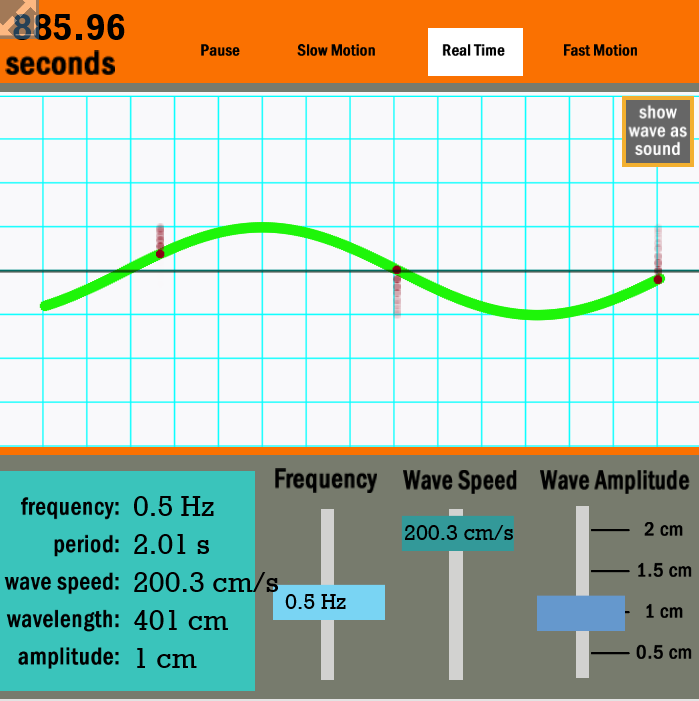 885.96
seconds
Pause
Slow Motion
Real Time
Fast Motion
show
wave as
sound
frequency: 0.5 Hz
period: 2.01 s
wave speed: 200.3 cm/s
wavelength: 401 cm
amplitude: 1 cm
Frequency
0.5 Hz
Wave Speed
200.3 cm/s
Wave Amplitude
2 cm
1.5 cm
1 cm
0.5 cm